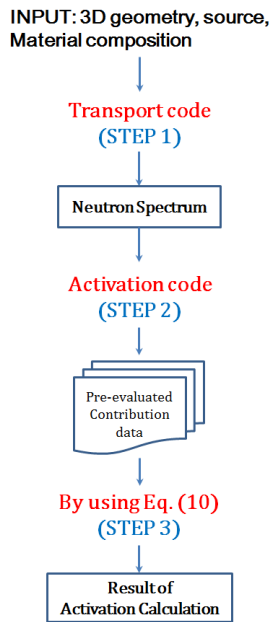 INPUT: 3D geometry, source,
Material composition
Transport code
(STEP 1)
Neutron Spectrum
Activation code
(STEP 2)
Pre-evaluated
Contribution
data
By using Eq. (10)
(STEP 3)
Result of
Activation Calculation